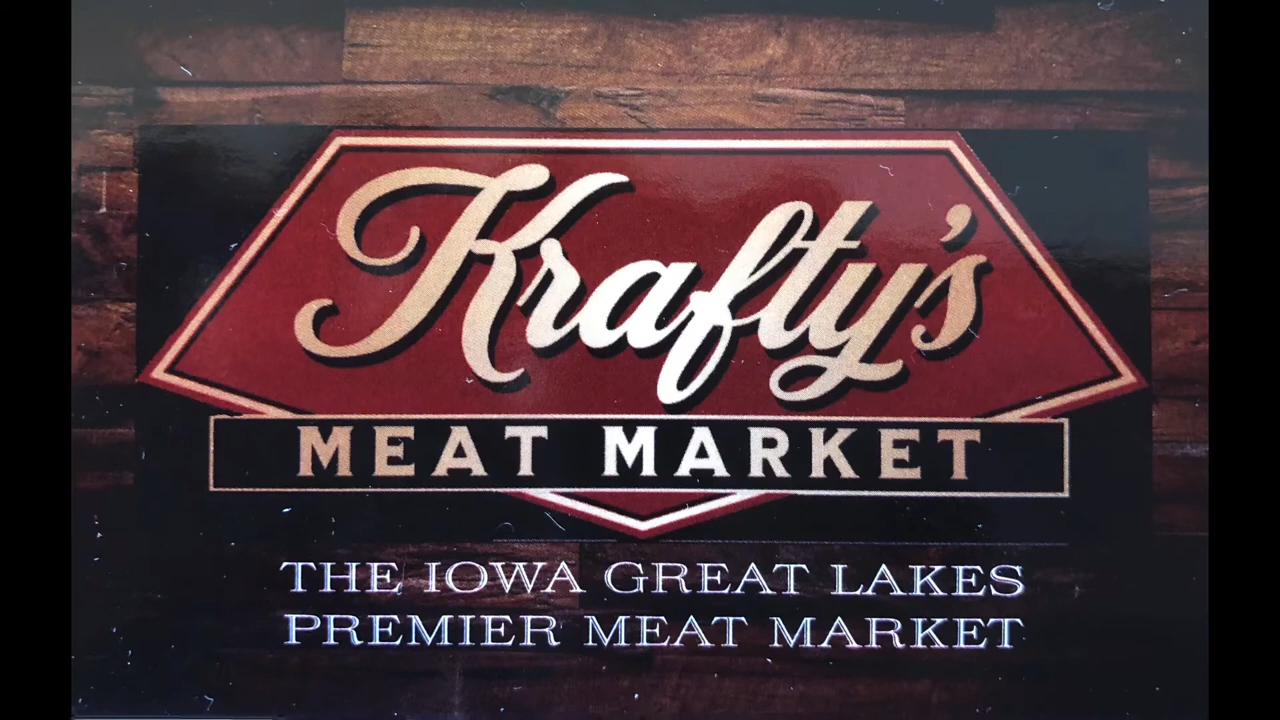 Krafty's
MEAT MARKET
THE IOWA GREAT LAKES
PREMIER MEAT MARKET